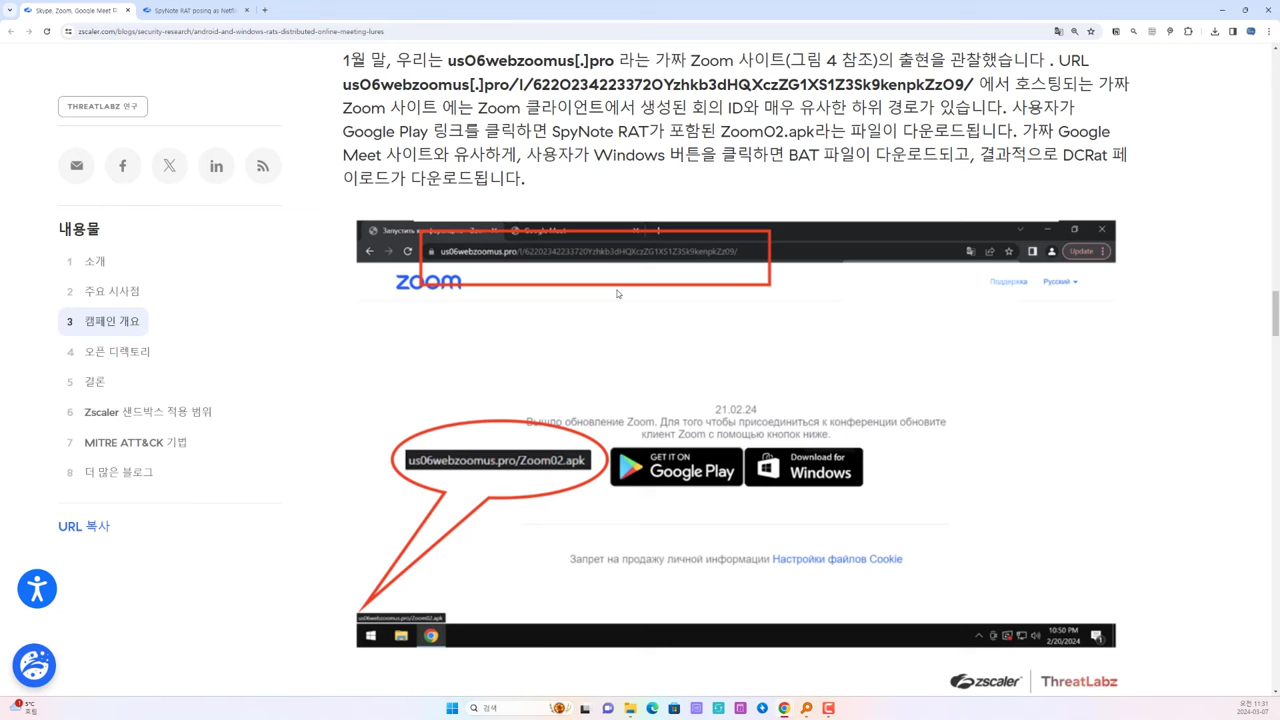 Skype, Zoom, Google Meet 미
SpyNote RAT posing as Netfl
zscaler.com/blogs/security-research/android-and-windows-rats-distributed-online-meeting-lures
THREATLABZ 연구
내용물
1 소개
2 주요 시사점
3 캠페인 개요
4 오픈 디렉토리
5 결론
6 Zscaler 샌드박스 적용 범위
7 MITRE ATT&CK 기법
8 더 많은 블로그
URL 복사
1월 말, 우리는 us06webzoomus[.]pro 라는 가짜 Zoom 사이트(그림 4 참조)의 출현을 관찰했습니다 . URL
us06webzoomus[.]pro/l/62202342233720Yzhkb3dHQXczZG1XS1Z3Sk9kenpkZz09/ 에서 호스팅되는 가짜
Zoom 사이트 에는 Zoom 클라이언트에서 생성된 회의 ID와 매우 유사한 하위 경로가 있습니다. 사용자가
Google Play 링크를 클릭하면 SpyNote RAT가 포함된 Zoom02.apk라는 파일이 다운로드됩니다. 가짜 Google
Meet 사이트와 유사하게, 사용자가 Windows 버튼을 클릭하면 BAT 파일이 다운로드되고, 결과적으로 DCRat 페
이로드가 다운로드됩니다.
Google Meet
us06webzoomus.pro/l/62202342233720Yzhkb3dHQXczZG1XS1Z3Sk9kenpkZz09/
Update
zoom
Поддержка
Русский
21.02.24
Вышло обновление Zoom. Для того чтобы присоединиться к конференции обновите
клиент Zoom с помощью кнопок ниже.
us06webzoomus.pro/Zoom02.apk
GET IT ON
Google Play
Download for
Windows
Запрет на продажу личной информации Настройки файлов Cookie
us06webzoomus.pro/Zoom02.apk
10:50 PM
2/20/2024
zscaler
ThreatLabz
5°C
흐림
검색
오전 11:31
2024-03-07